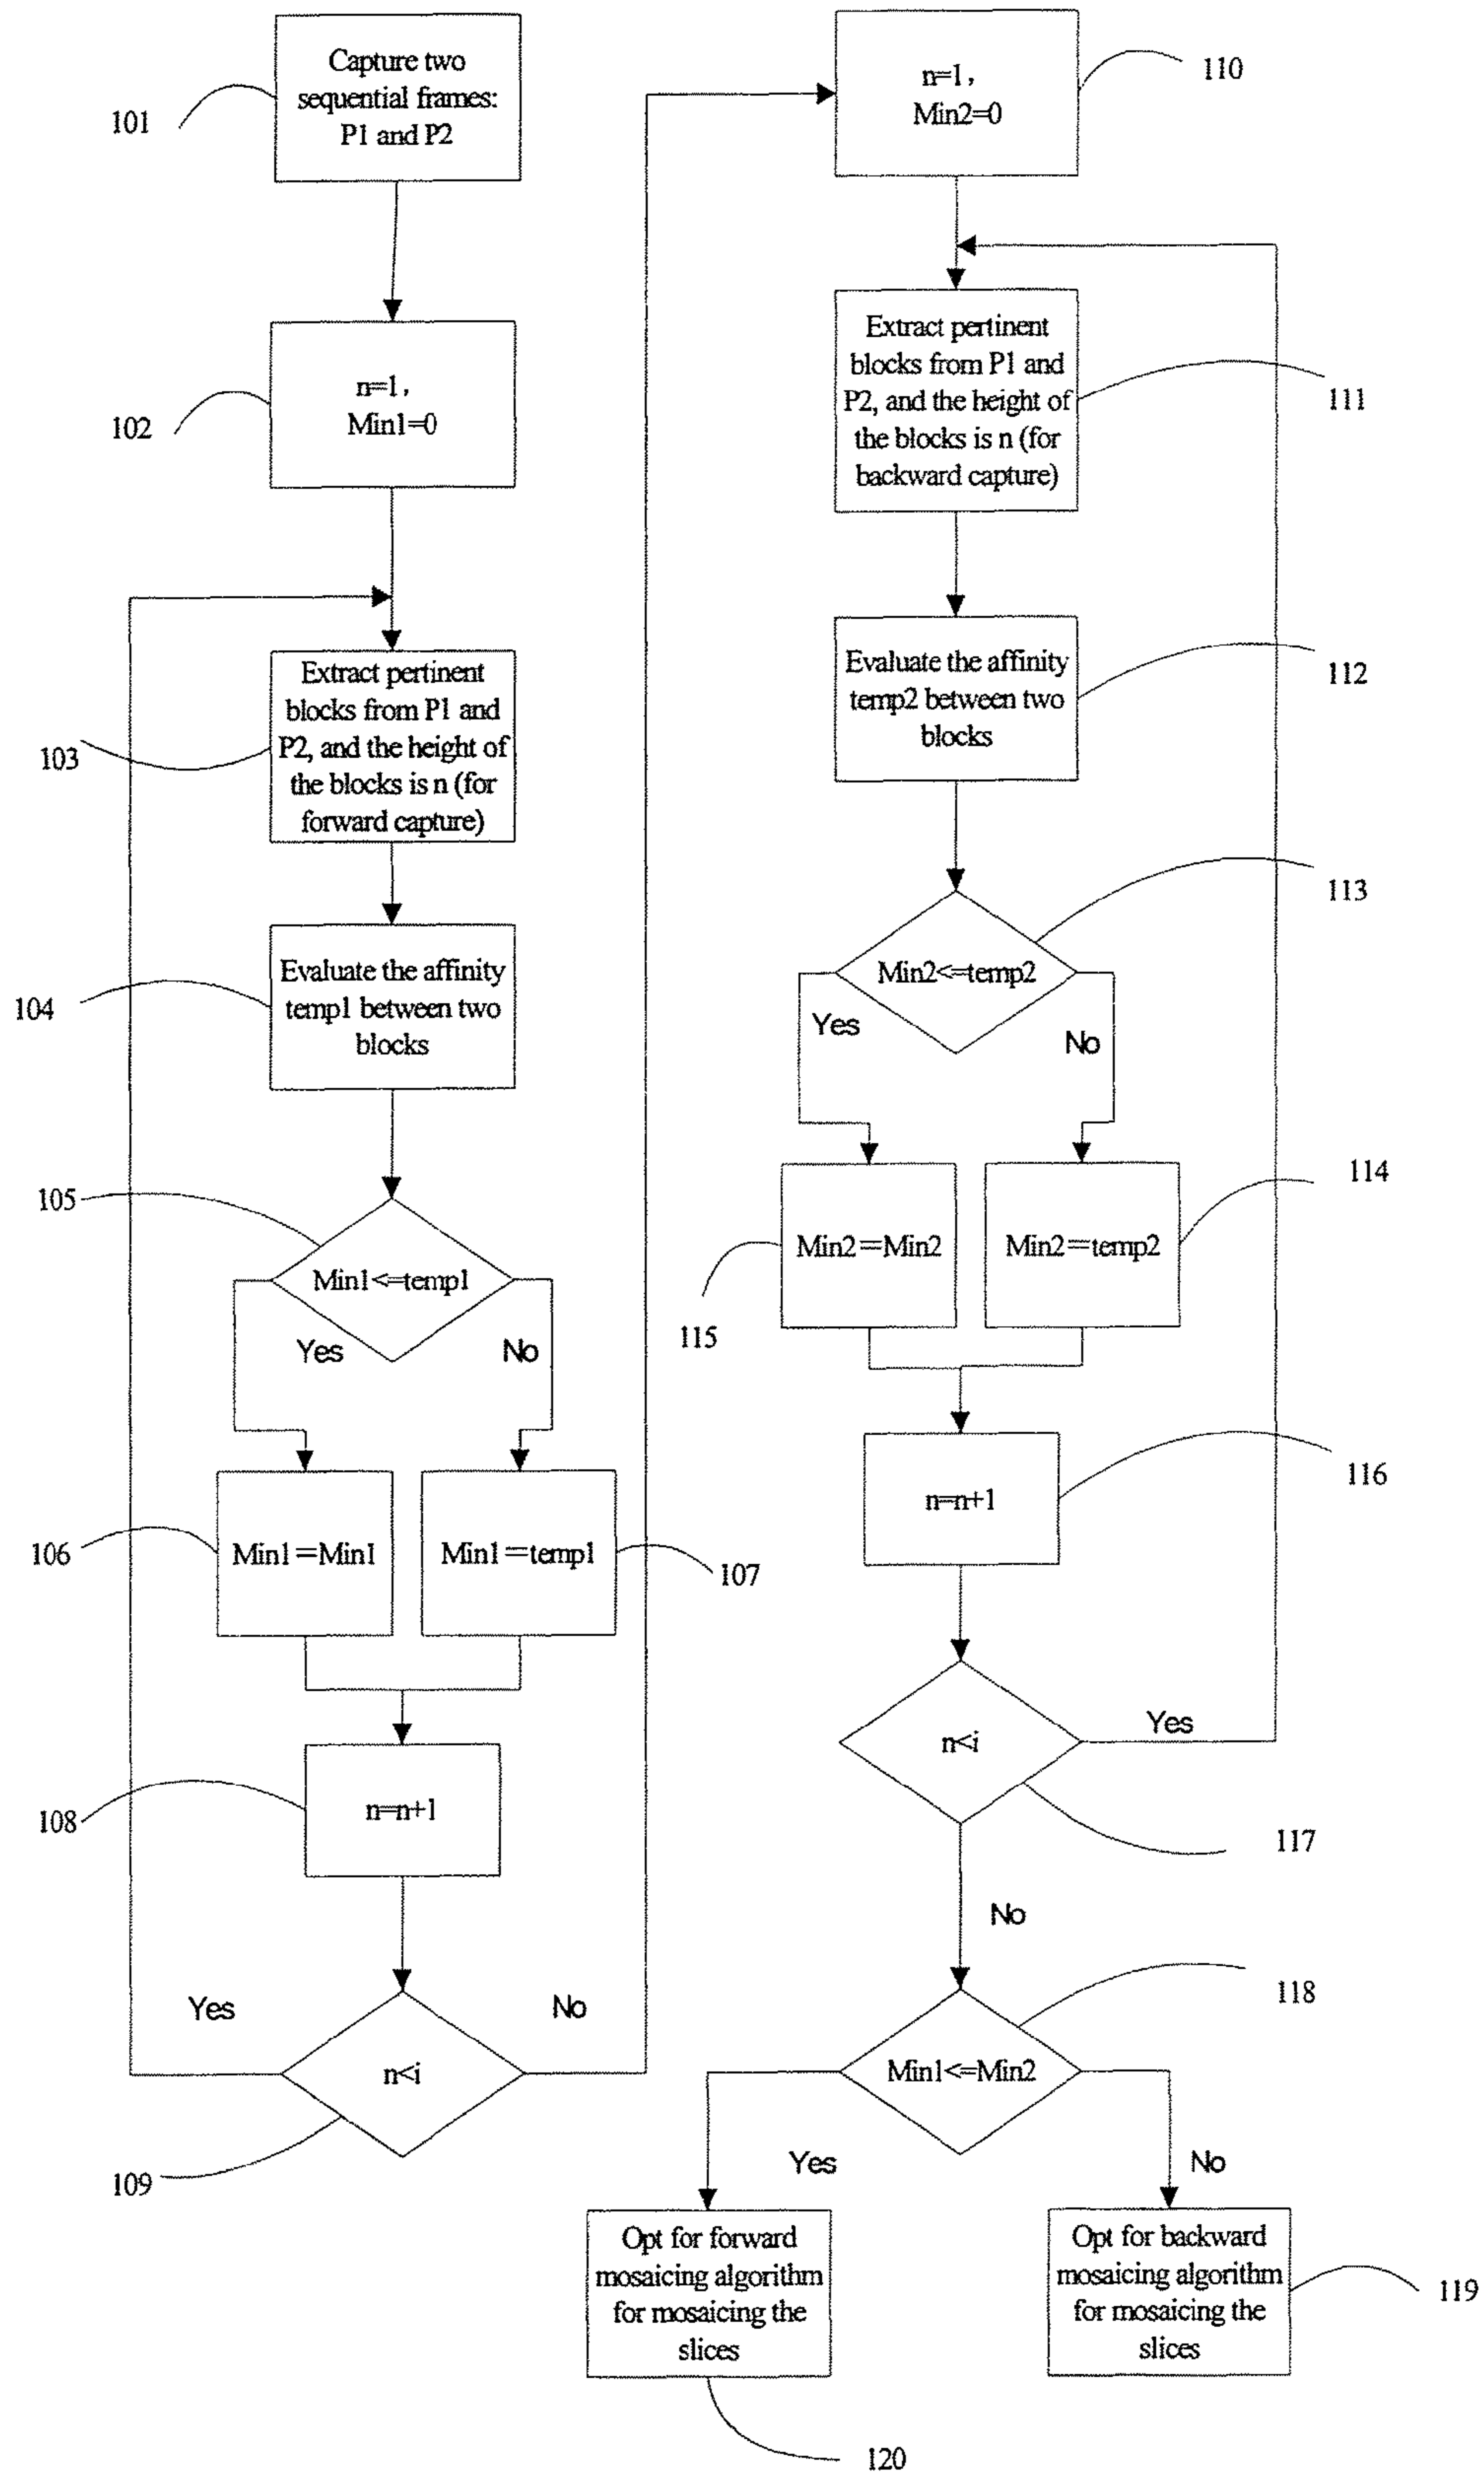 Capture two
sequential frames:
P1 and P2
101
n=1,
Min1=0
102
Extract pertinent
blocks from P1 and
P2, and the height of
the blocks is n (for
forward capture)
103
Evaluate the affinity
temp1 between two
blocks
104
105
Min1<=temp1
Yes
No
Min1=Min1
106
Min1=temp1
107
n=n+1
108
Yes
No
n<i
109
n=1,
Min2=0
110
Extract pertinent
blocks from P1 and
P2, and the height of
the blocks is n (for
backward capture)
111
Evaluate the affinity
temp2 between two
blocks
112
113
Min2<=temp2
Yes
No
114
Min2=Min2
Min2=temp2
115
n=n+1
116
n<i
Yes
117
No
118
Min1<=Min2
Yes
No
Opt for forward
mosaicing algorithm
for mosaicing the
slices
120
Opt for backward
mosaicing algorithm
for mosaicing the
slices
119